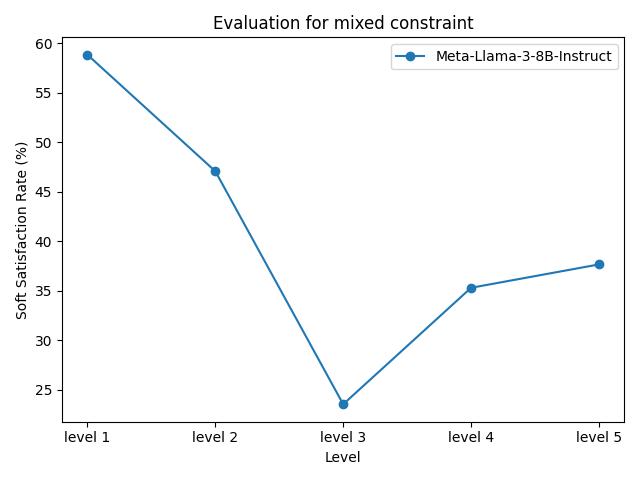 Evaluation for mixed constraint
Meta-Llama-3-8B-Instruct
Soft Satisfaction Rate (%)
60
55
50
45
40
35
30
25
level 1 level 2 level 3 level 4 level 5
Level